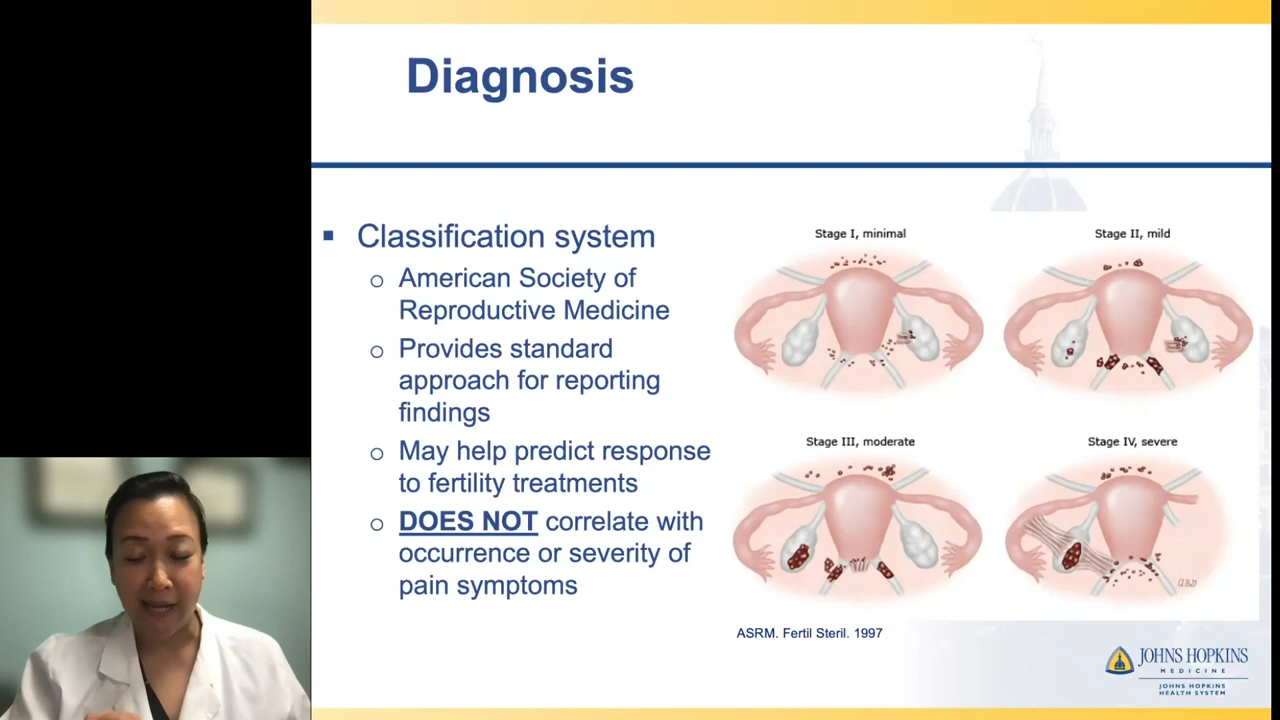 Diagnosis
Classification system
American Society of
Reproductive Medicine
Provides standard
approach for reporting
findings
May help predict response
to fertility treatments
DOES NOT correlate with
occurrence or severity of
pain symptoms
Stage I, minimal
Stage II, mild
Stage III, moderate
Stage IV, severe
ASRM. Fertil Steril. 1997
JOHNS HOPKINS
MEDICINE
JOHNS HOPKINS
HEALTH SYSTEM